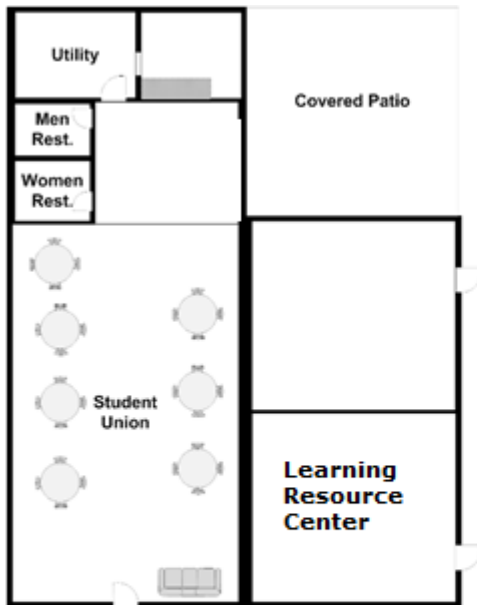 Utility
Covered Patio
Men
Rest.
Women
Rest.
Student
Union
Learning
Resource
Center